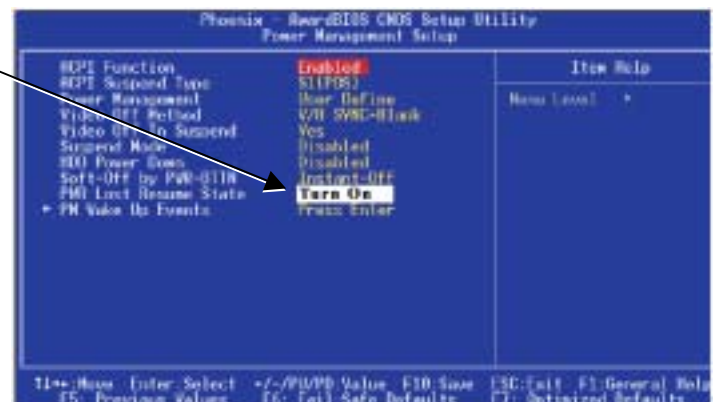 Phoenix - AwardBIOS CMOS Setup Utility
Power Management Setup
ACPI Function Enabled
ACPI Suspend Type S1(POS)
Power Management User Define
Video Off Method V/H SYNC+Blank
Video Off In Suspend Yes
Suspend Mode Disabled
HDD Power Down Disabled
Soft-Off by PWR-BTTN Instant-Off
PWR Lost Resume State Turn On
PM Wake Up Events Press Enter
Item Help
Menu Level
:Move Enter:Select +/-/PU/PD:Value F10:Save ESC:Exit F1:General Help
F5: Previous Values F6: Fail-Safe Defaults F7: Optimized Defaults